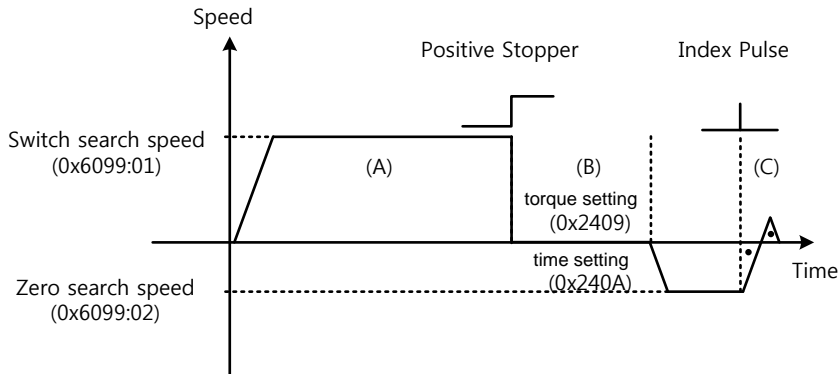 Speed
Positive Stopper
Index Pulse
Switch search speed
(0x6099:01)
(A)
(B)
(C)
torque setting
(0x2409)
time setting
(0x240A)
Time
Zero search speed
(0x6099:02)